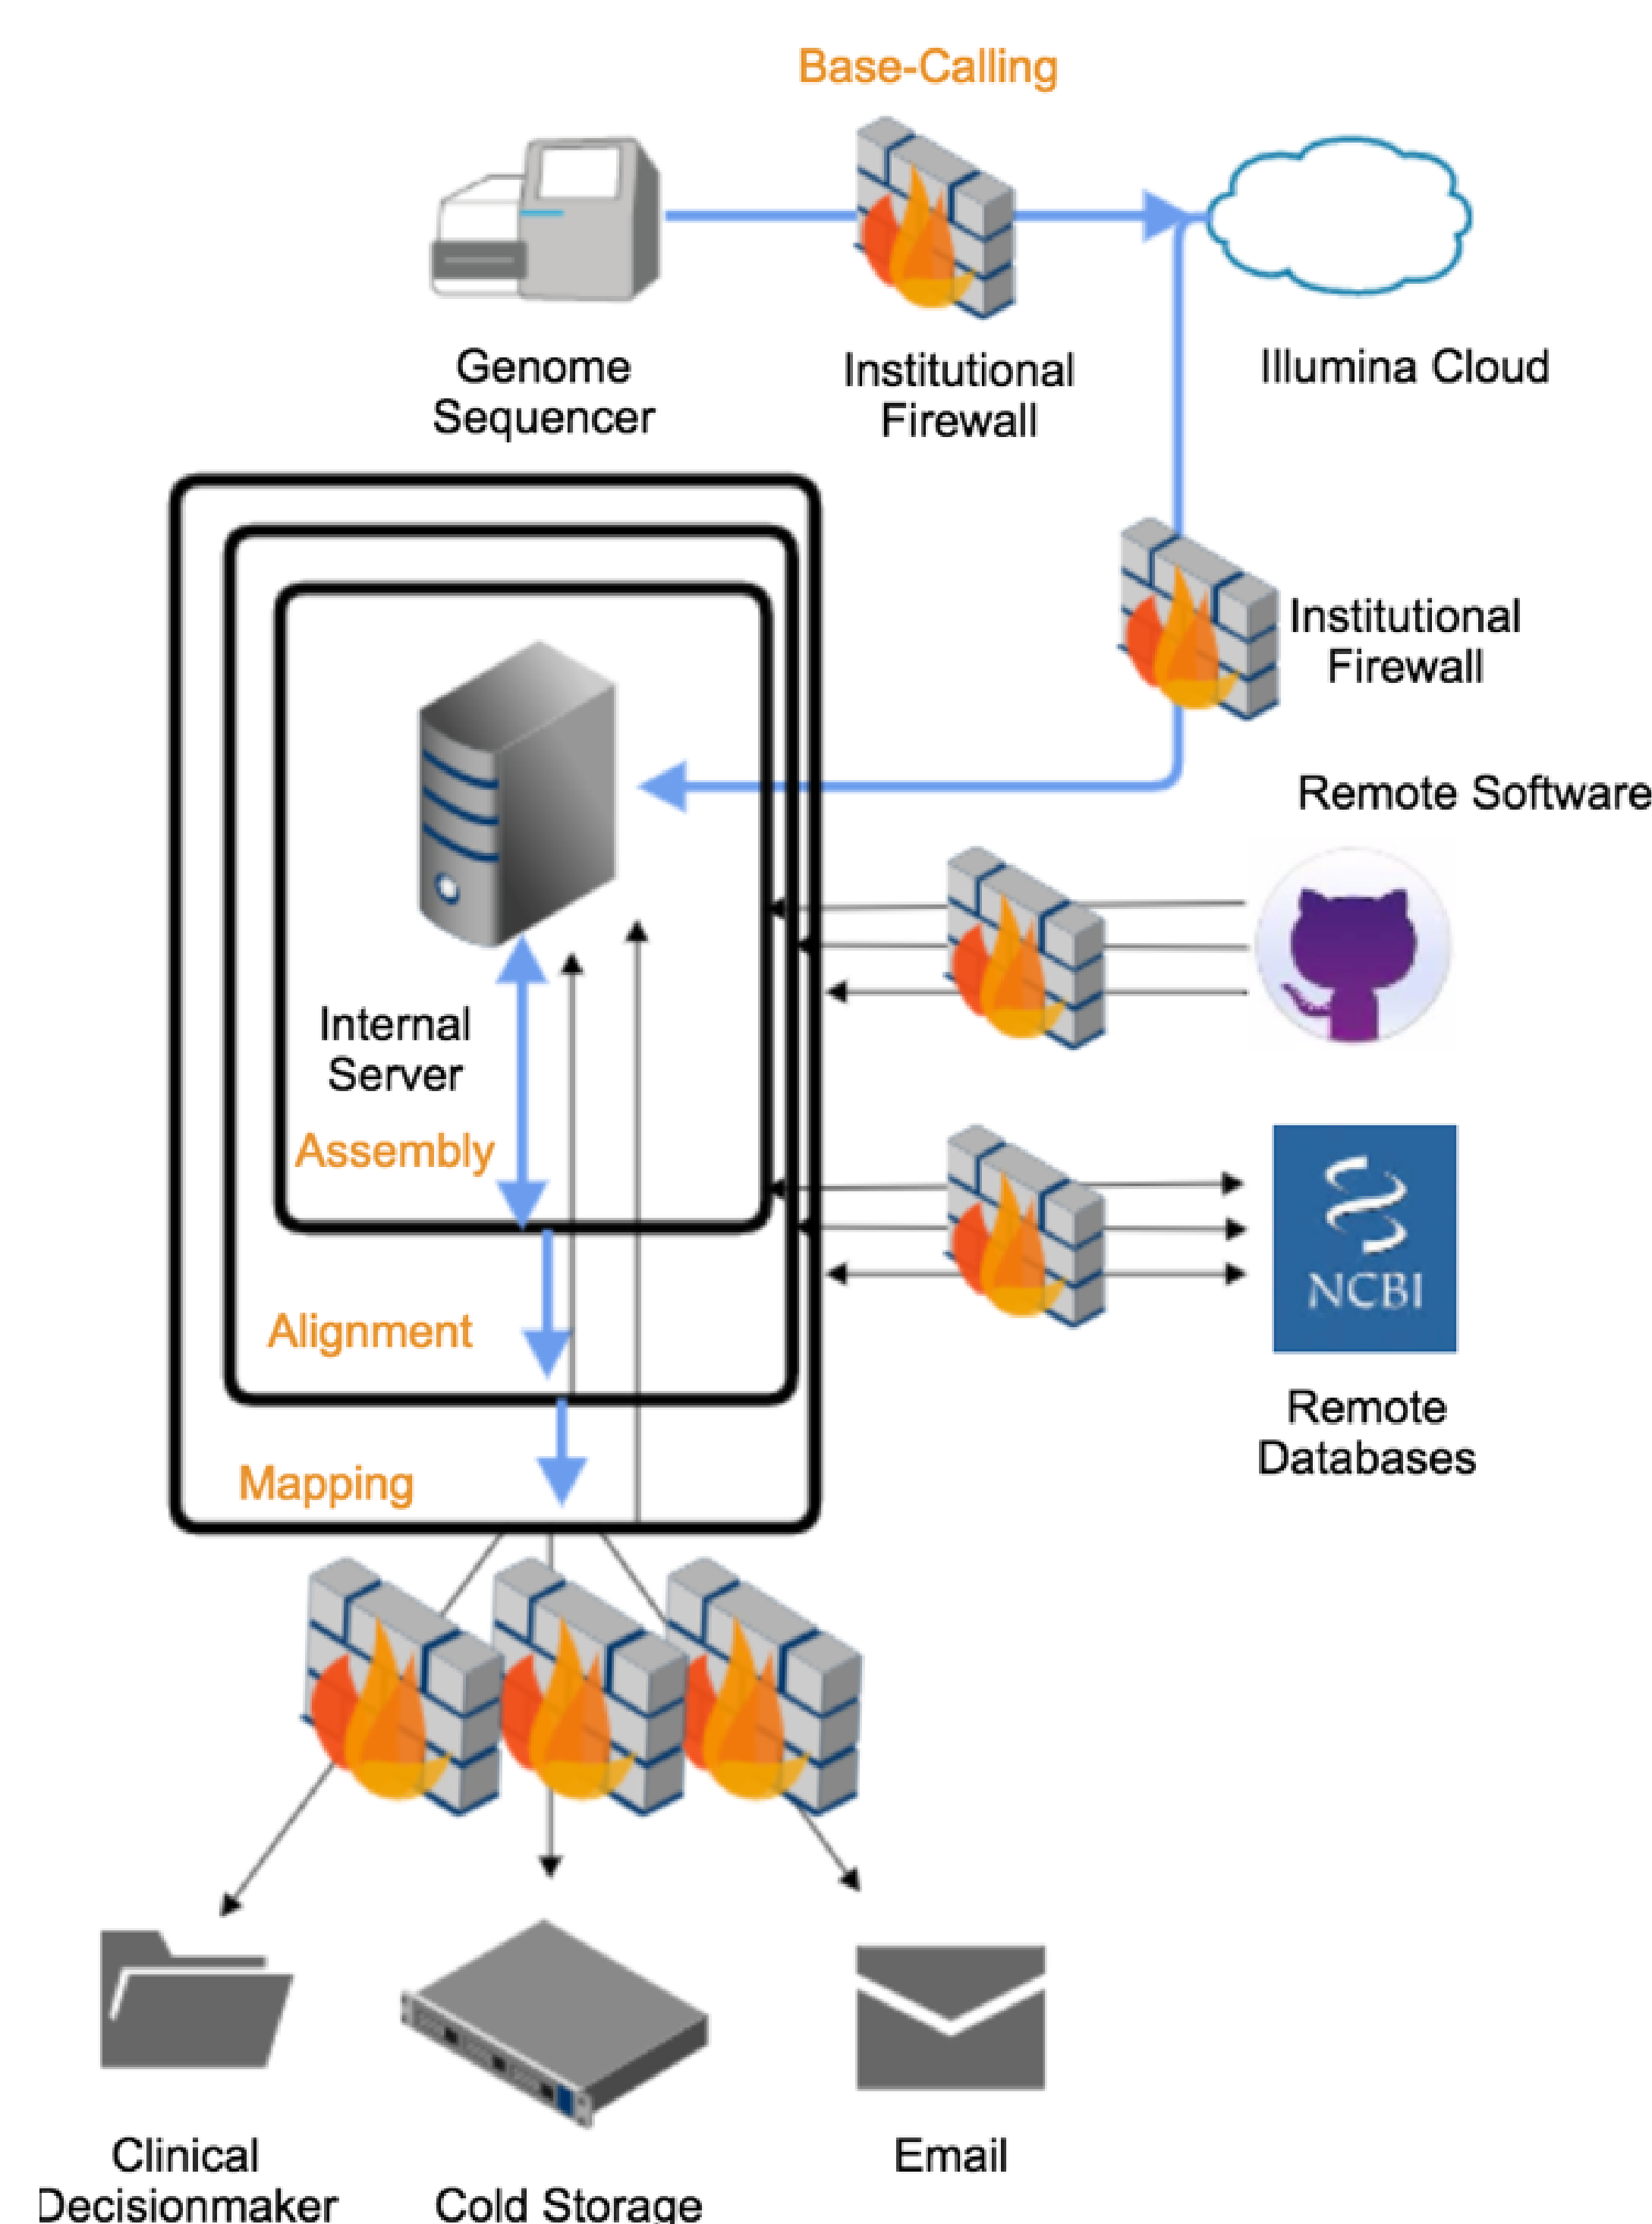 Base-Calling
Genome
Sequencer
Institutional
Firewall
Illumina Cloud
Institutional
Firewall
Remote Software
Internal
Server
Assembly
NCBI
Alignment
Remote
Databases
Mapping
Clinical
Decisionmaker
Cold Storage
Email